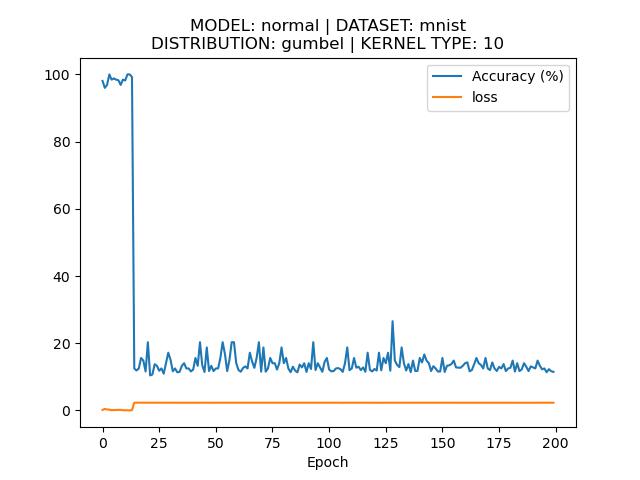 MODEL: normal | DATASET: mnist
DISTRIBUTION: gumbel | KERNEL TYPE: 10
Accuracy (%)
loss
100
80
60
40
20
0
0 25 50 75 100 125 150 175 200
Epoch